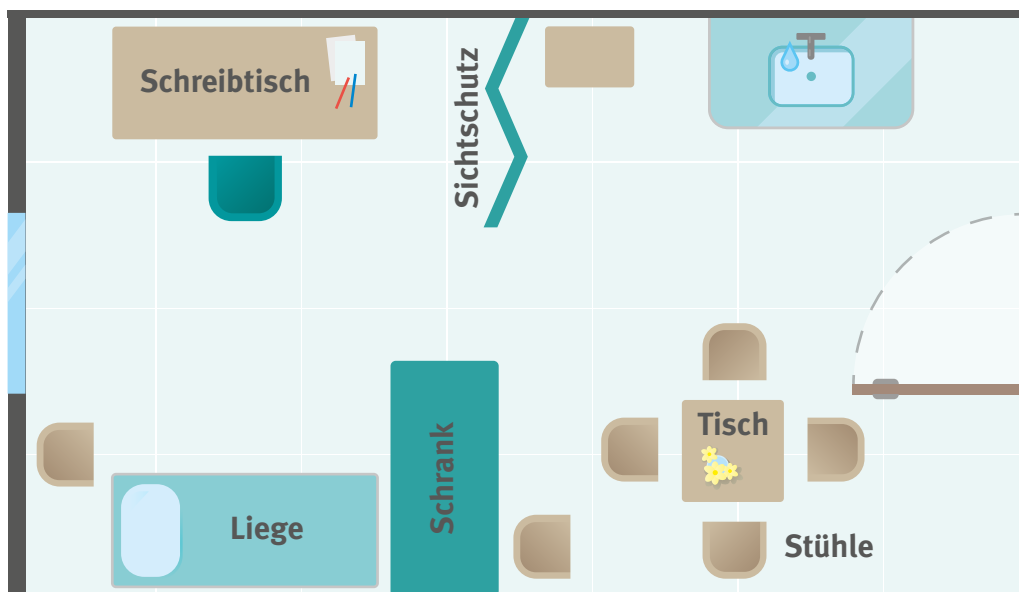 Schreibtisch
Sichtschutz
Tisch
Schrank
Liege
Stühle